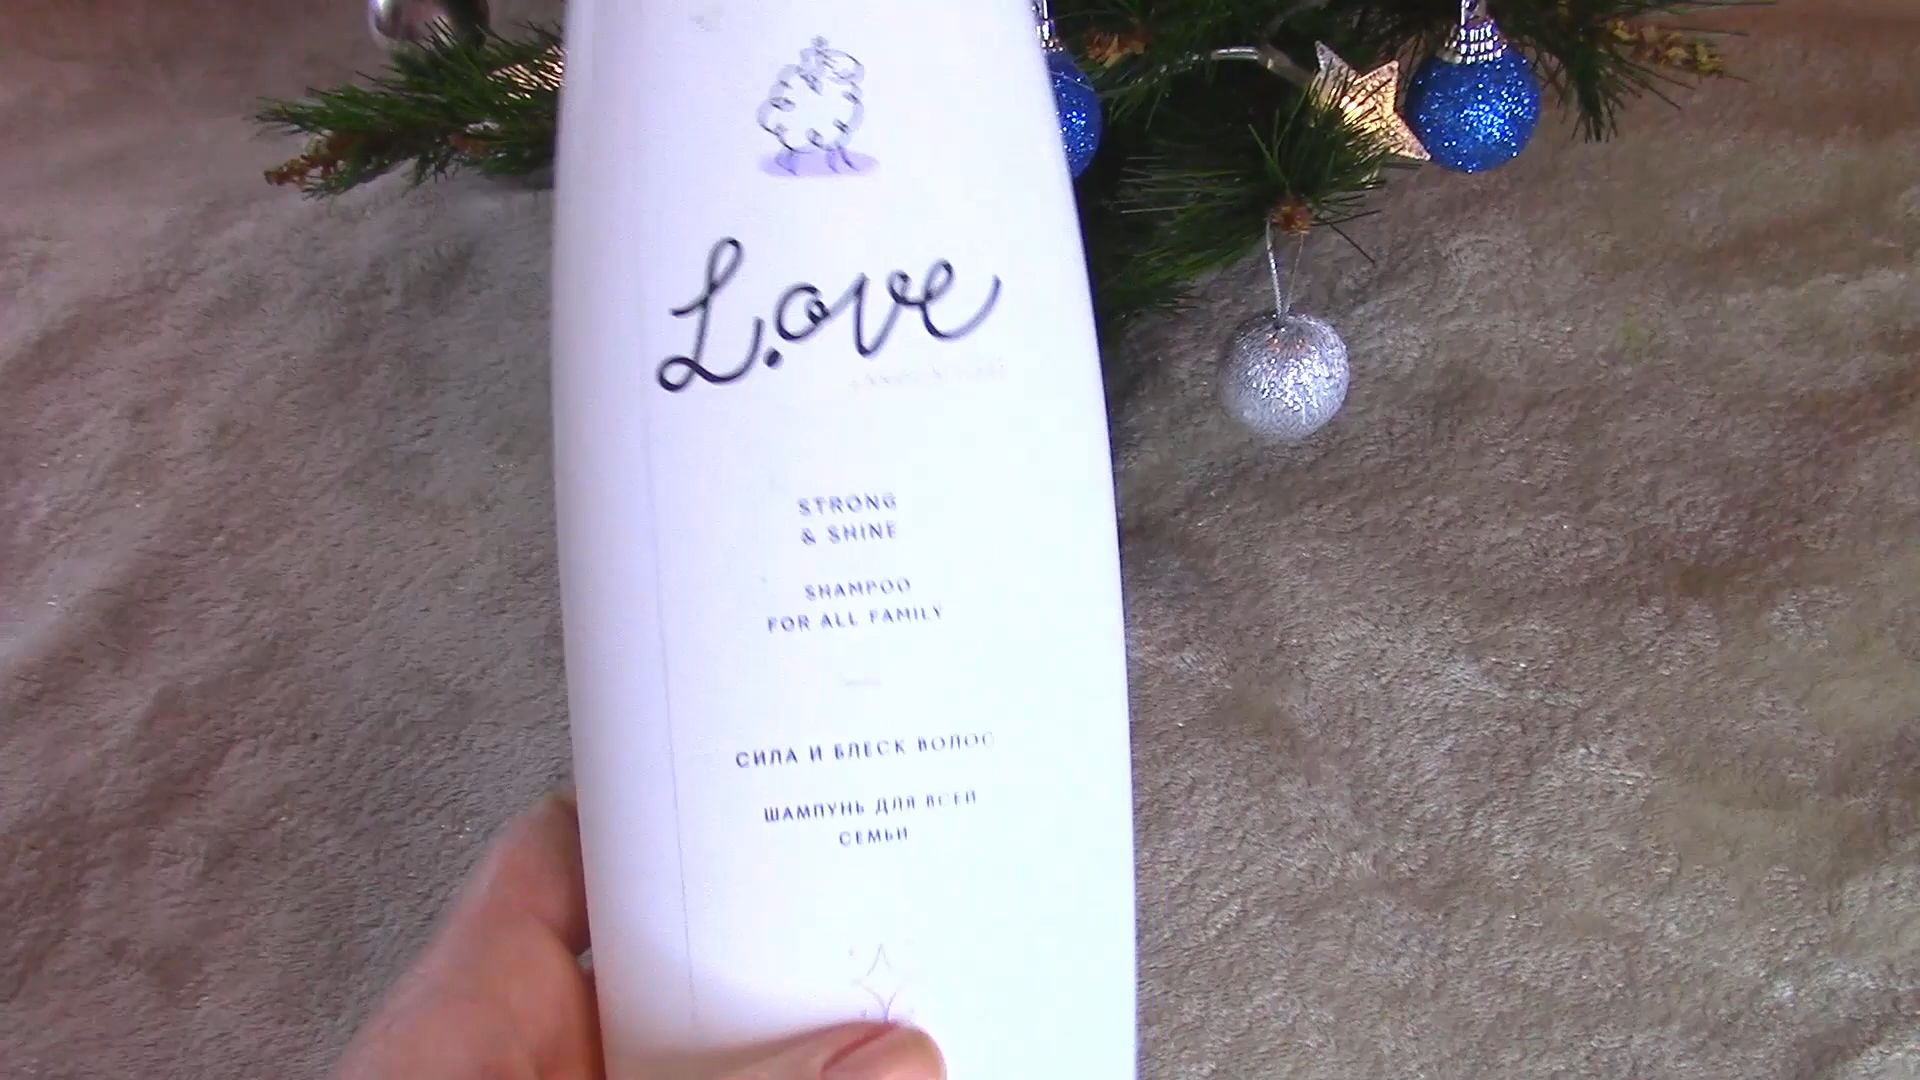 L.ove
STRONG
& SHINE
SHAMPOO
FOR ALL FAMILY
СИЛА И БЛЕСК ВОЛОС
ШАМПУНЬ ДЛЯ ВСЕЙ
СЕМЬИ